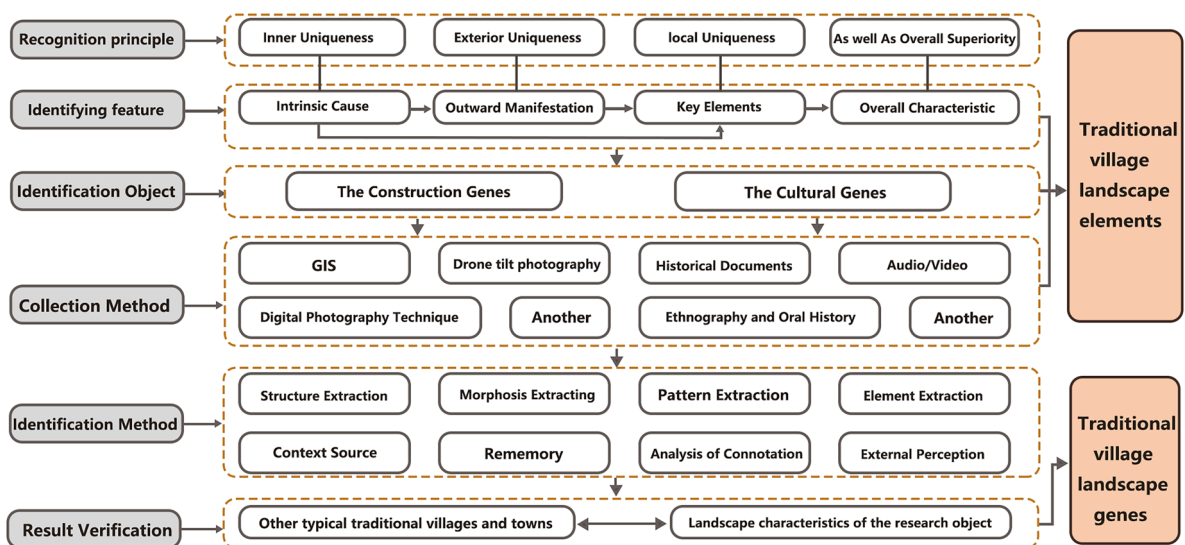 Recognition principle
Inner Uniqueness
Exterior Uniqueness
local Uniqueness
As well As Overall Superiority
Identifying feature
Intrinsic Cause
Outward Manifestation
Key Elements
Overall Characteristic
Identification Object
The Construction Genes
The Cultural Genes
Traditional
village
landscape
elements
Collection Method
GIS
Drone tilt photography
Historical Documents
Audio/Video
Digital Photography Technique
Another
Ethnography and Oral History
Another
Identification Method
Structure Extraction
Morphosis Extracting
Pattern Extraction
Element Extraction
Context Source
Rememory
Analysis of Connotation
External Perception
Result Verification
Other typical traditional villages and towns
Landscape characteristics of the research object
Traditional
village
landscape
genes